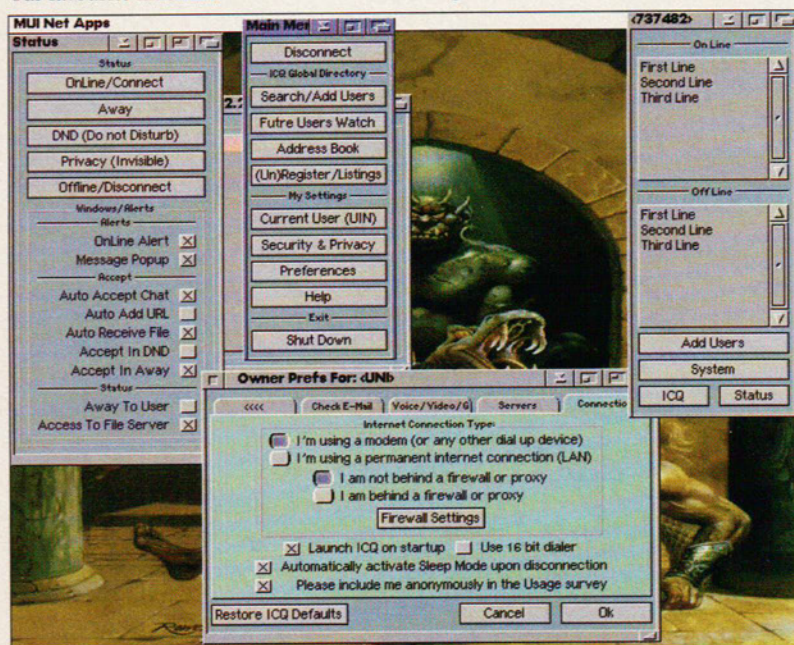 MUI Net Apps
Status
Status
OnLine/Connect
Away
DND (Do not Disturb)
Privacy (Invisible)
Offline/Disconnect
Windows/Alerts
Alerts
OnLine Alert
Message Popup
Accept
Auto Accept Chat
Auto Add URL
Auto Receive File
Accept In DND
Accept In Away
Status
Away To User
Access To File Server
Main Mer
Disconnect
ICQ Global Directory
Search/Add Users
Futre Users Watch
Address Book
(Un)Register/Listings
My Settings
Current User (UIN)
Security & Privacy
Preferences
Help
Exit
Shut Down
<737482>
On Line
First Line
Second Line
Third Line
Off Line
First Line
Second Line
Third Line
Add Users
System
ICQ
Status
Owner Prefs For: <UNI>
<<<<
Check E-Mail
Voice/Video/G
Servers
Connectio
Internet Connection Type:
I'm using a modem (or any other dial up device)
I'm using a permanent internet connection (LAN)
I am not behind a firewall or proxy
I am behind a firewall or proxy
Firewall Settings
Launch ICQ on startup
Use 16 bit dialer
Automatically activate Sleep Mode upon disconnection
Please include me anonymously in the Usage survey
Restore ICQ Defaults
Cancel
Ok